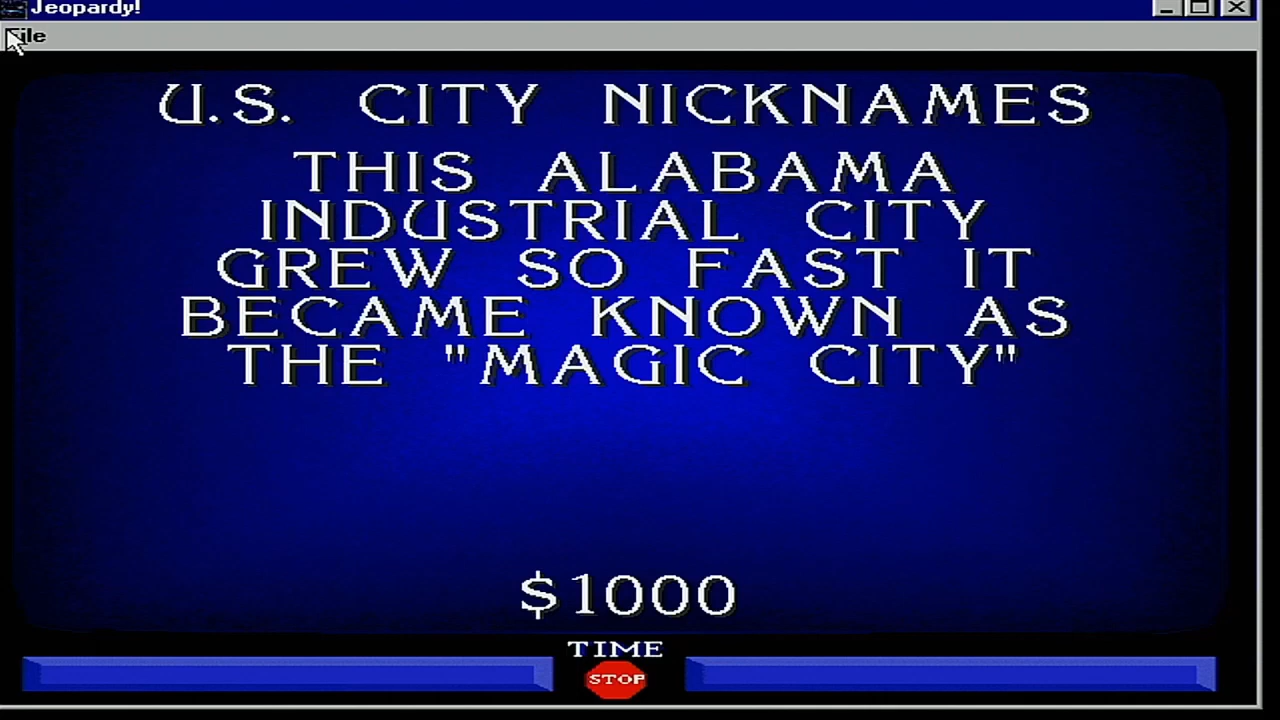 Jeopardy!
File
U.S. CITY NICKNAMES
THIS ALABAMA
INDUSTRIAL CITY
GREW SO FAST IT
BECAME KNOWN AS
THE "MAGIC CITY"
$1000
TIME
STOP